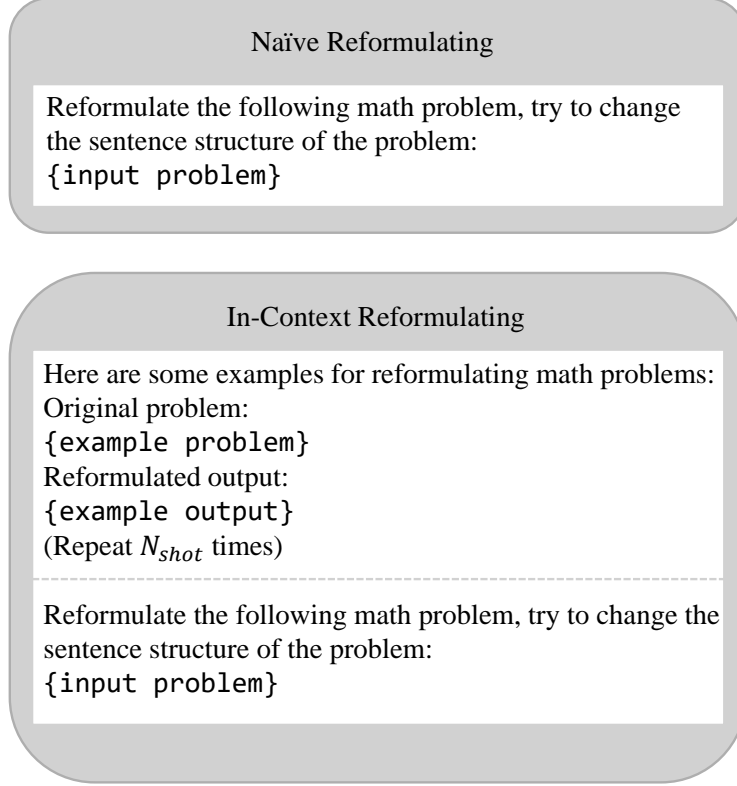 Naïve Reformulating
Reformulate the following math problem, try to change
the sentence structure of the problem:
{input problem}
In-Context Reformulating
Here are some examples for reformulating math problems:
Original problem:
{example problem}
Reformulated output:
{example output}
(Repeat N_shot times)
Reformulate the following math problem, try to change the
sentence structure of the problem:
{input problem}